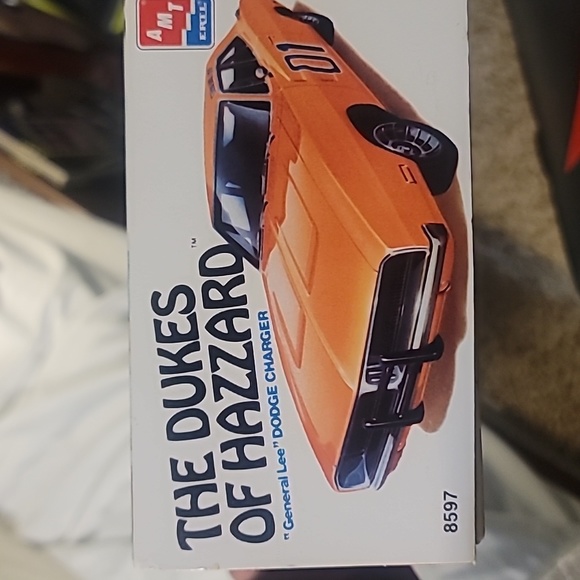 AMT
ERTL
01
THE DUKES
OF HAZZARD™
"General Lee" DODGE CHARGER
8597